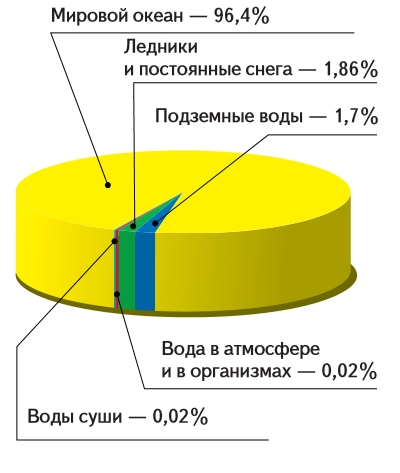 Мировой океан — 96,4%
Ледники
и постоянные снега — 1,86%
Подземные воды — 1,7%
Вода в атмосфере
и в организмах — 0,02%
Воды суши — 0,02%